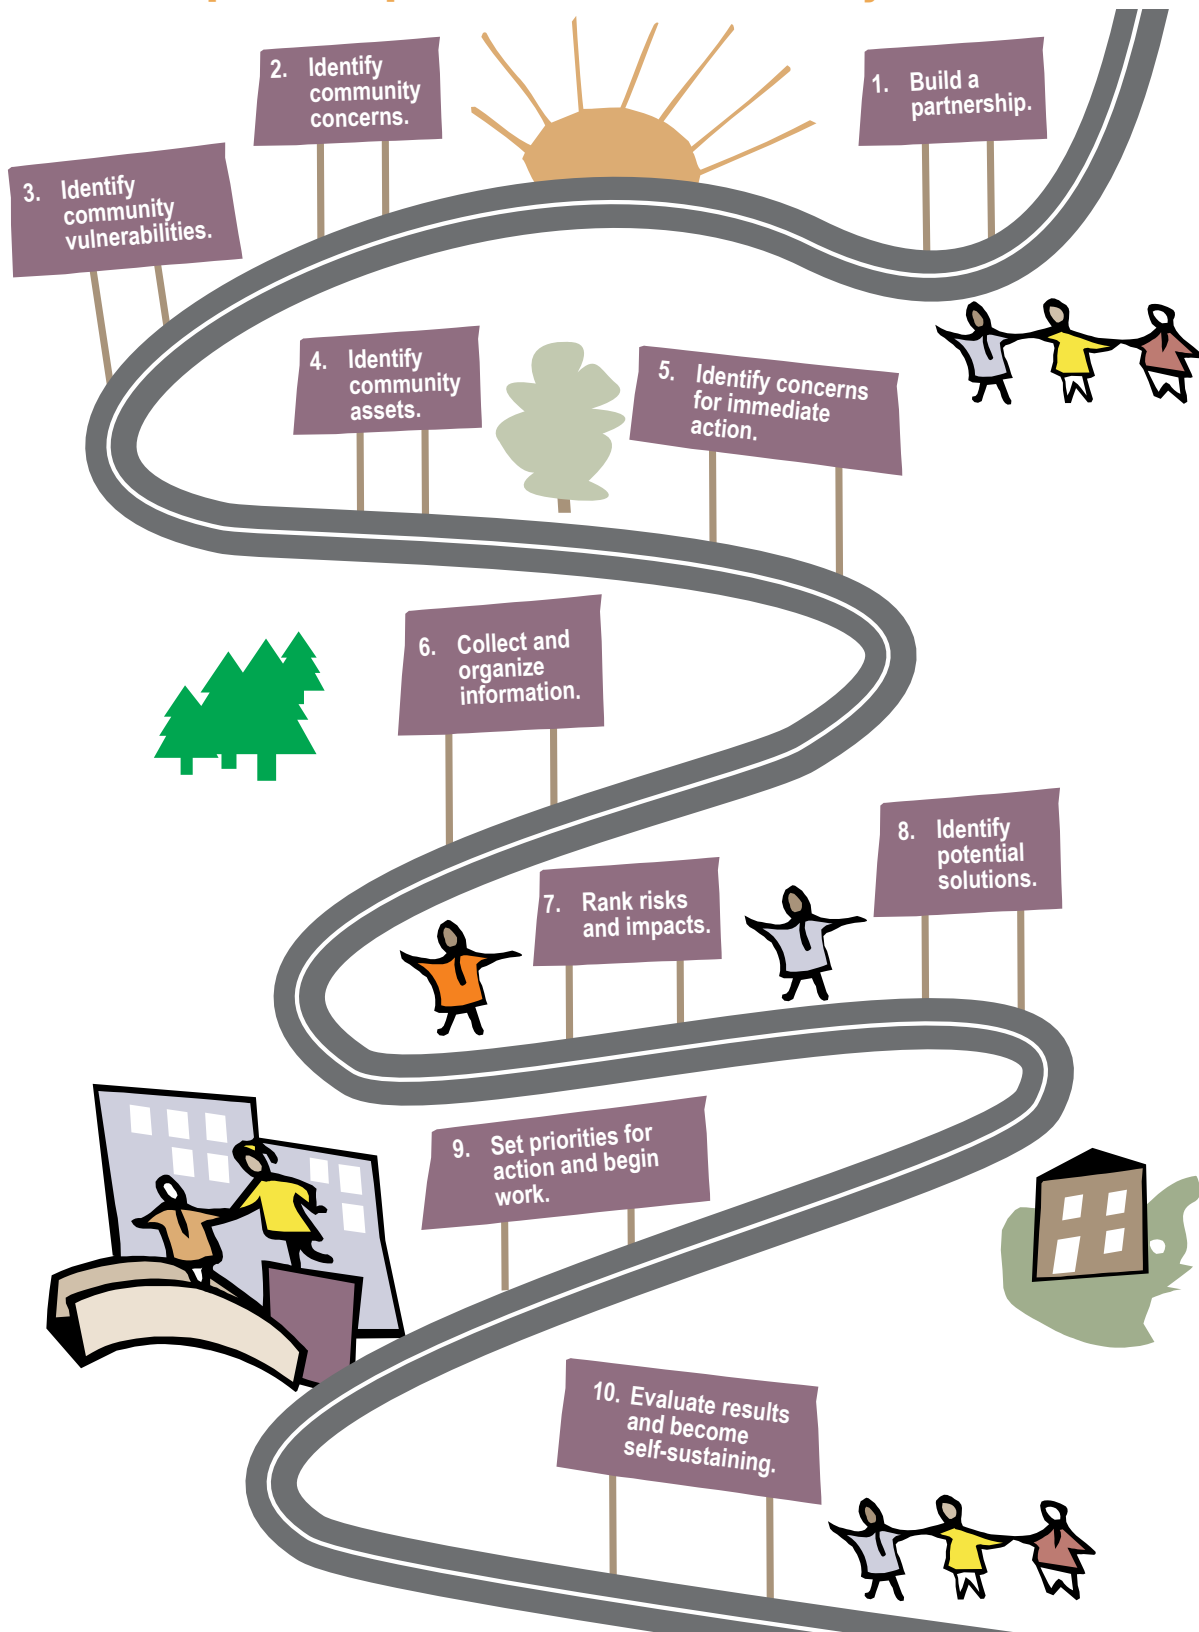 1. Build a
partnership.
2. Identify
community
concerns.
3. Identify
community
vulnerabilities.
4. Identify
community
assets.
5. Identify concerns
for immediate
action.
6. Collect and
organize
information.
7. Rank risks
and impacts.
8. Identify
potential
solutions.
9. Set priorities for
action and begin
work.
10. Evaluate results
and become
self-sustaining.